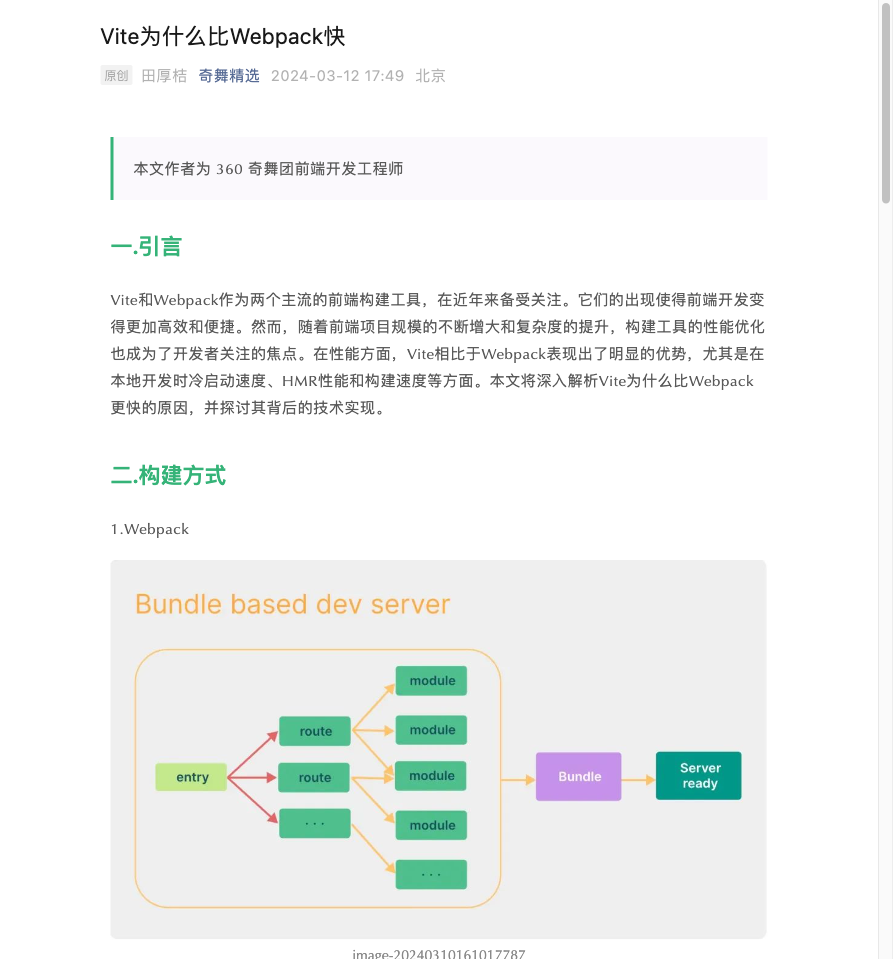 Vite为什么比Webpack快
原创 田厚桔 奇舞精选 2024-03-12 17:49 北京
本文作者为 360 奇舞团前端开发工程师
一.引言
Vite和Webpack作为两个主流的前端构建工具，在近年来备受关注。它们的出现使得前端开发变
得更加高效和便捷。然而，随着前端项目规模的不断增大和复杂度的提升，构建工具的性能优化
也成为了开发者关注的焦点。在性能方面，Vite相比于Webpack表现出了明显的优势，尤其是在
本地开发时冷启动速度、HMR性能和构建速度等方面。本文将深入解析Vite为什么比Webpack
更快的原因，并探讨其背后的技术实现。
二.构建方式
1.Webpack
Bundle based dev server
entry
route
route
· · ·
module
module
module
module
· · ·
Bundle
Server
ready
image-20240310161017787